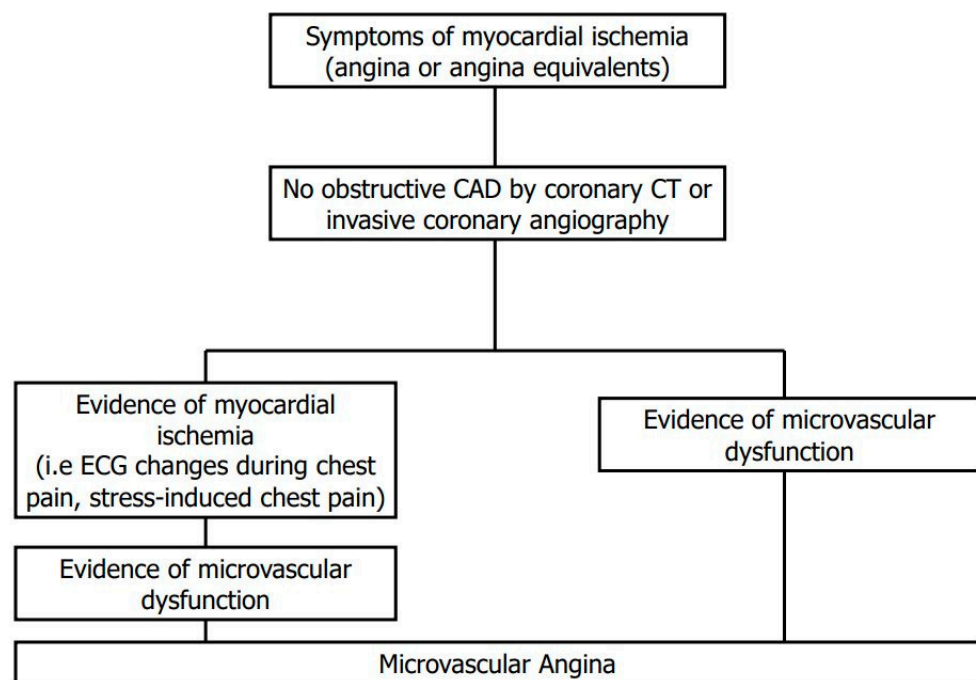 Symptoms of myocardial ischemia
(angina or angina equivalents)
No obstructive CAD by coronary CT or
invasive coronary angiography
Evidence of myocardial
ischemia
(i.e ECG changes during chest
pain, stress-induced chest pain)
Evidence of microvascular
dysfunction
Evidence of microvascular
dysfunction
Microvascular Angina